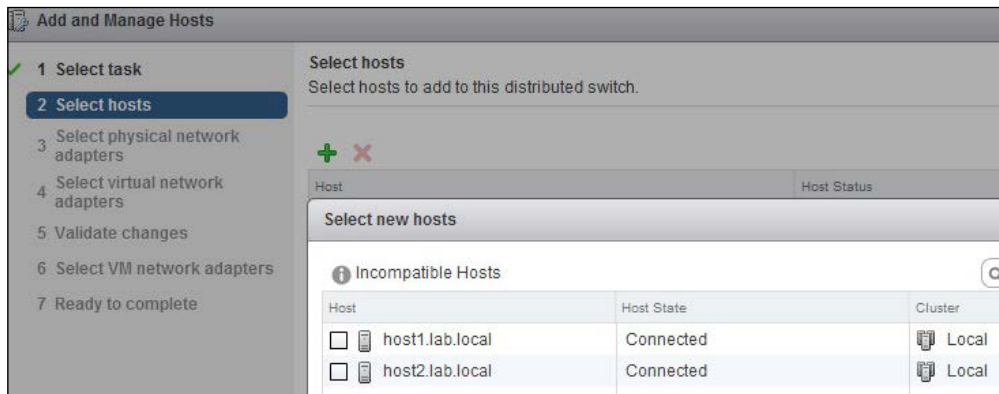 Add and Manage Hosts
1 Select task
2 Select hosts
3 Select physical network
adapters
4 Select virtual network
adapters
5 Validate changes
6 Select VM network adapters
7 Ready to complete
Select hosts
Select hosts to add to this distributed switch.
Host Host Status
Select new hosts
Incompatible Hosts
Host Host State Cluster
host1.lab.local Connected Local
host2.lab.local Connected Local